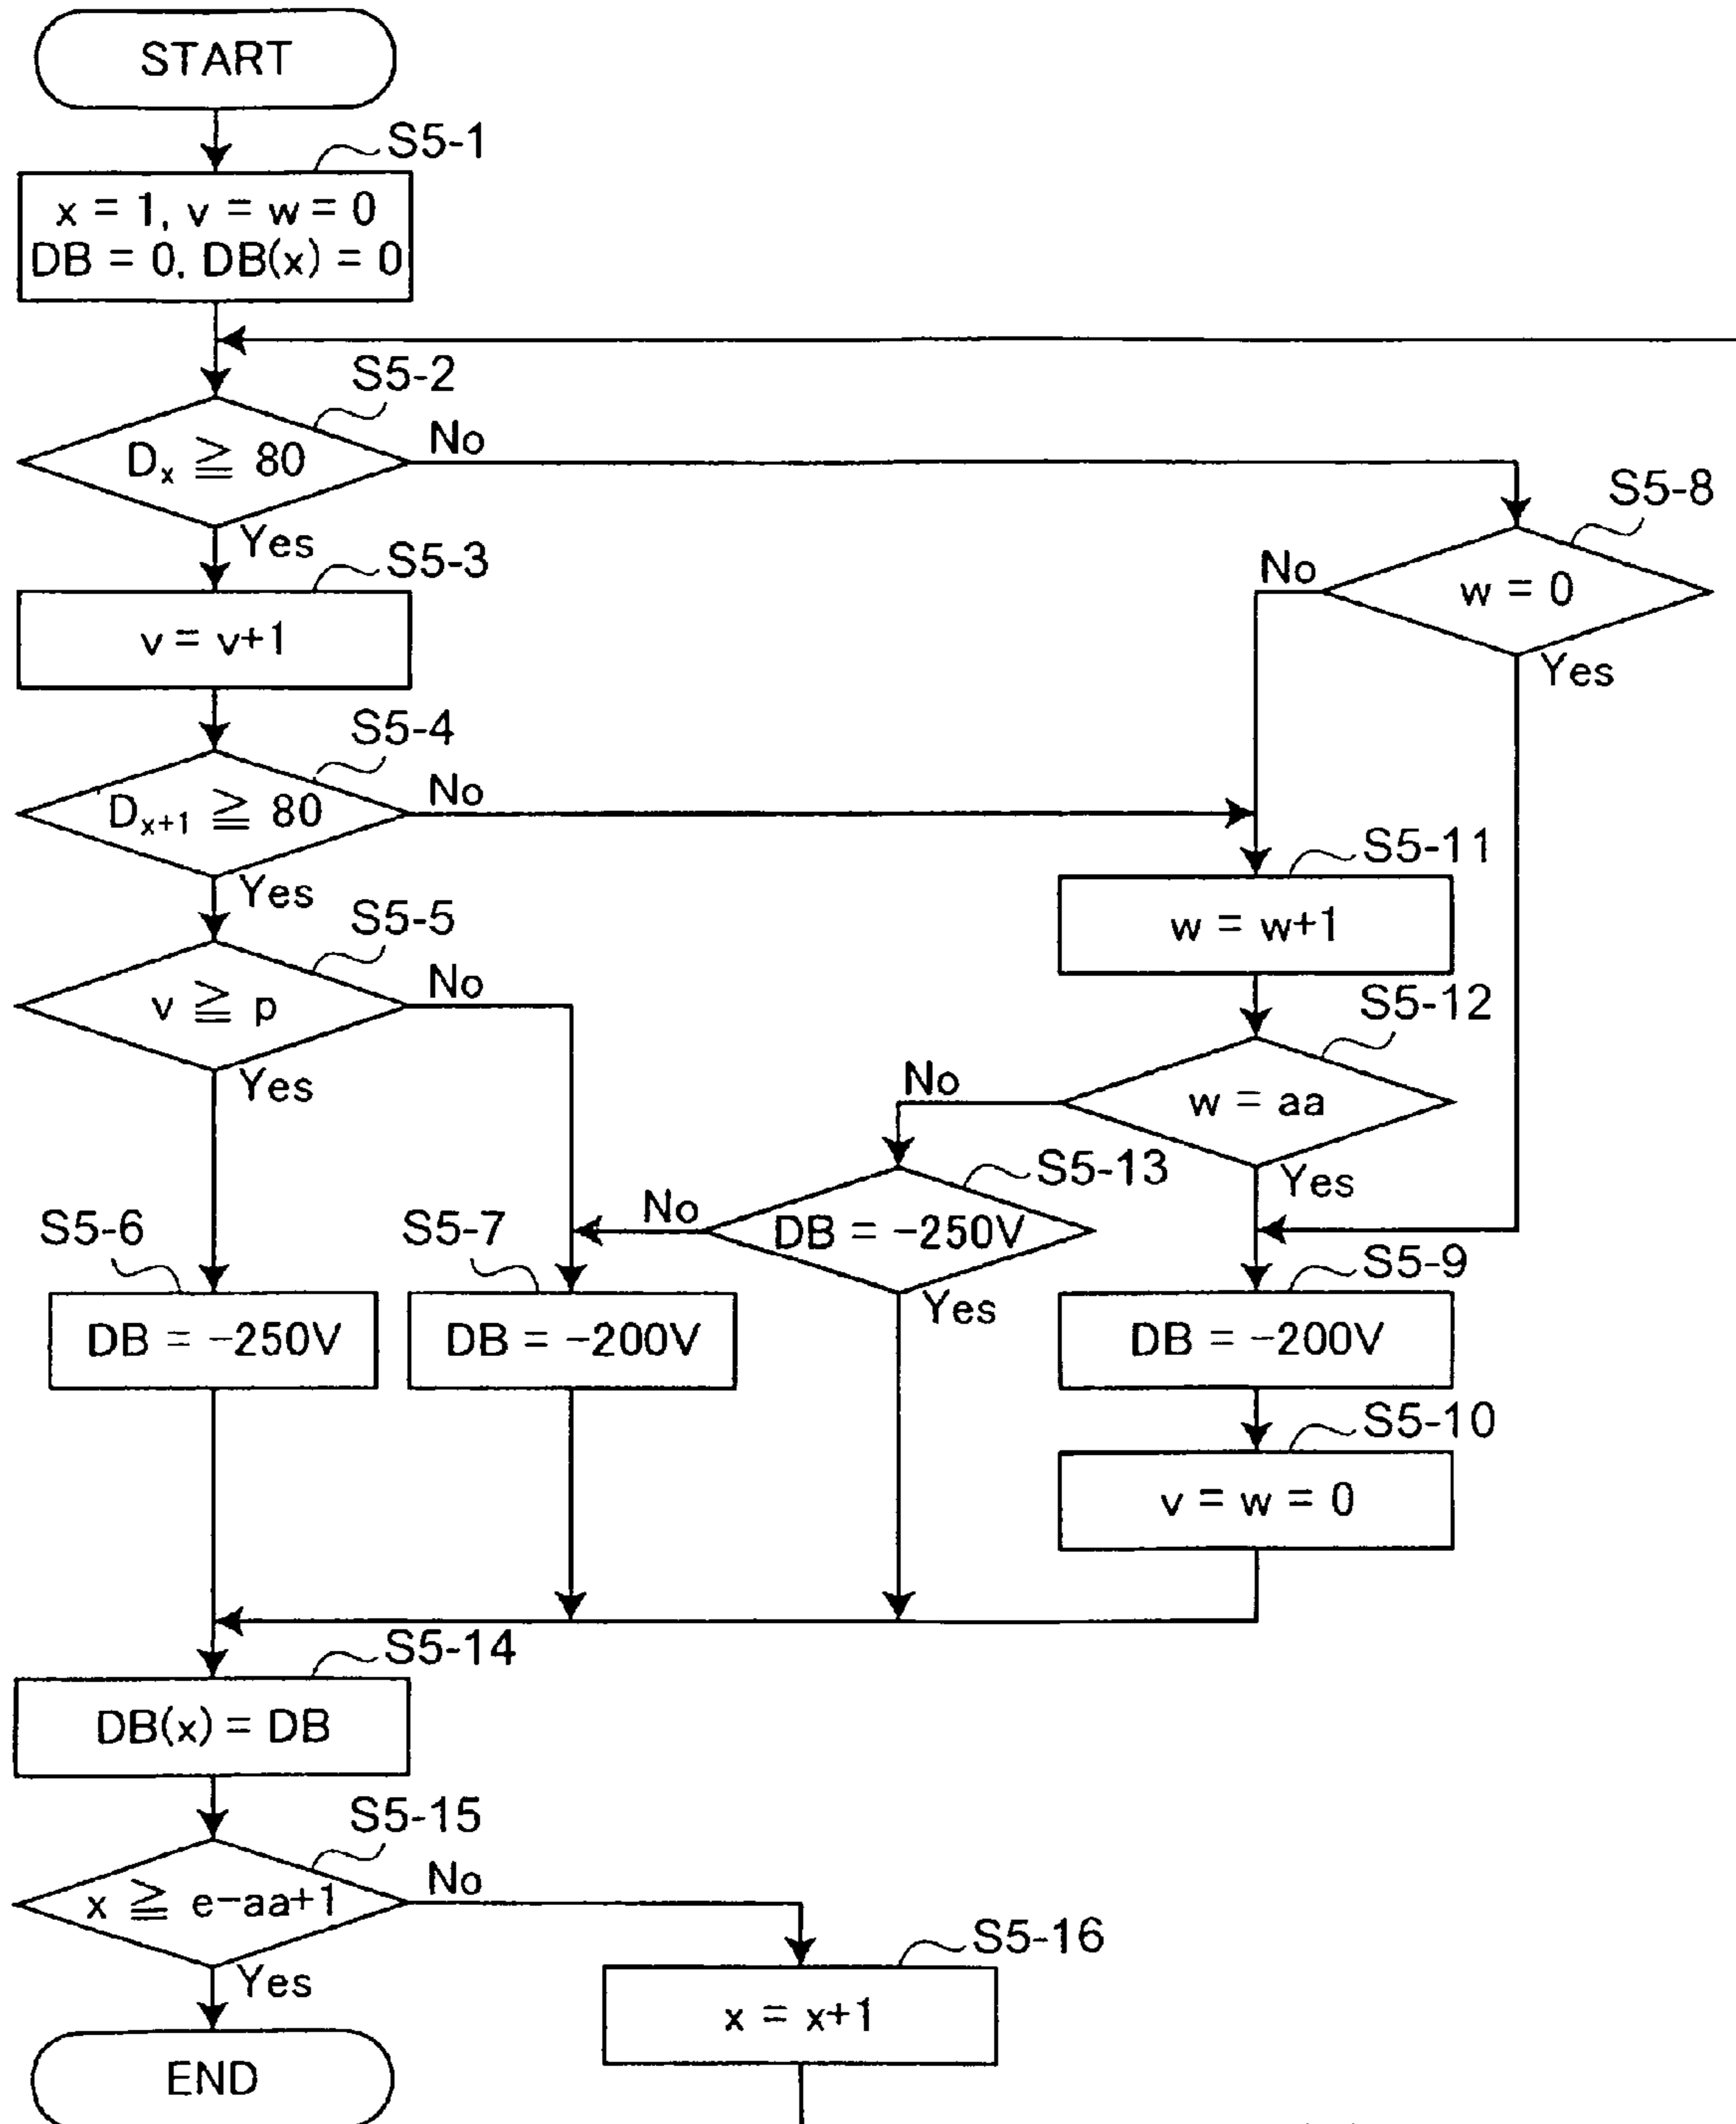 START
S5-1
x = 1, v = w = 0
DB = 0, DB(x) = 0
S5-2
Dx ≧ 80
No
Yes
S5-8
w = 0
No
Yes
S5-3
v = v+1
S5-4
Dx+1 ≧ 80
No
Yes
S5-11
w = w+1
S5-5
v ≧ p
No
Yes
S5-12
w = aa
No
Yes
S5-13
DB = −250V
No
Yes
S5-6
DB = −250V
S5-7
DB = −200V
S5-9
DB = −200V
S5-10
v = w = 0
S5-14
DB(x) = DB
S5-15
x ≧ e−aa+1
No
Yes
S5-16
x = x+1
END